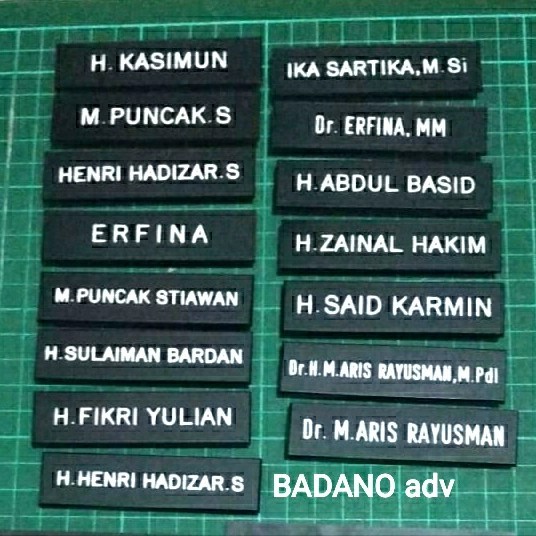 H. KASIMUN
M. PUNCAK.S
HENRI HADIZAR.S
ERFINA
M.PUNCAK STIAWAN
H.SULAIMAN BARDAN
H.FIKRI YULIAN
H.HENRI HADIZAR.S
IKA SARTIKA,M.Si
Dr. ERFINA, MM
H.ABDUL BASID
H.ZAINAL HAKIM
H.SAID KARMIN
Dr.H.M.ARIS RAYUSMAN,M.PdI
Dr. M.ARIS RAYUSMAN
BADANO adv